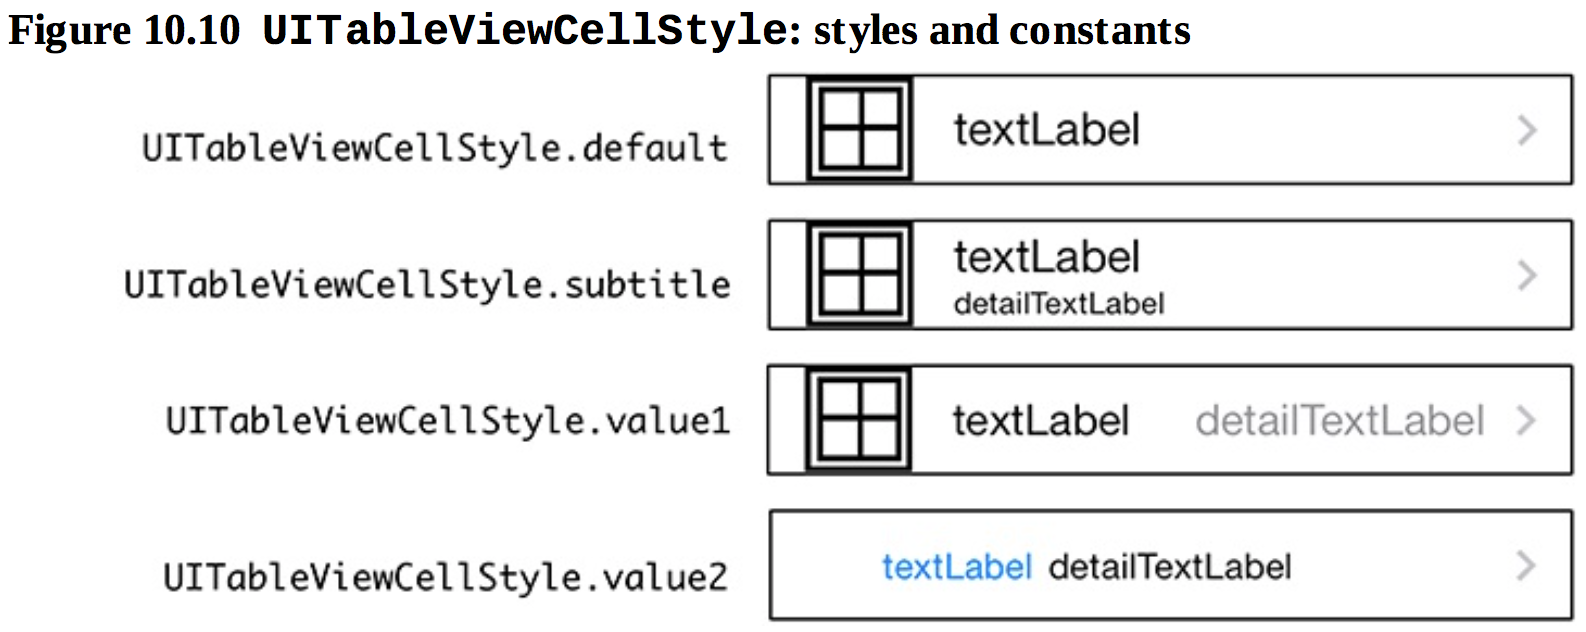 Figure 10.10 UITableViewCellStyle: styles and constants
UITableViewCellStyle.default
textLabel
UITableViewCellStyle.subtitle
textLabel
detailTextLabel
UITableViewCellStyle.value1
textLabel detailTextLabel
UITableViewCellStyle.value2
textLabel detailTextLabel